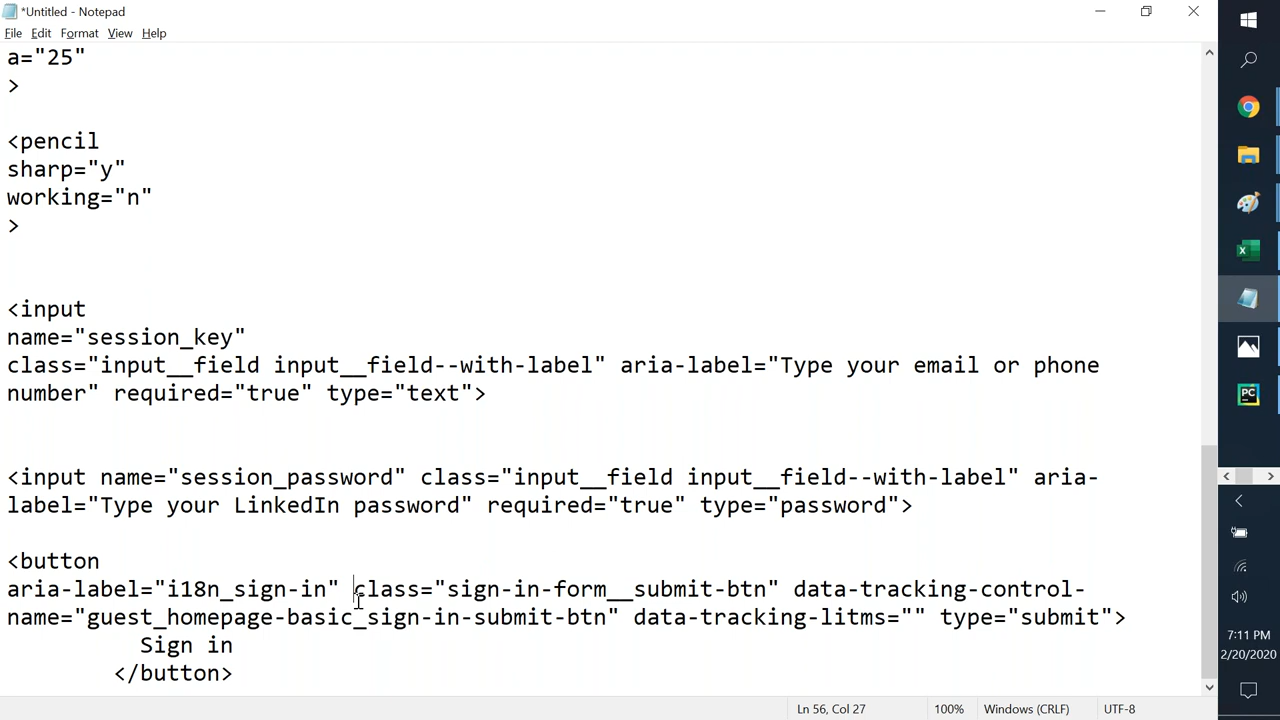 *Untitled - Notepad
File Edit Format View Help
a="25"
>
<pencil
sharp="y"
working="n"
>
<input
name="session_key"
class="input__field input__field--with-label" aria-label="Type your email or phone
number" required="true" type="text">
<input name="session_password" class="input__field input__field--with-label" aria-
label="Type your LinkedIn password" required="true" type="password">
<button
aria-label="i18n_sign-in" class="sign-in-form__submit-btn" data-tracking-control-
name="guest_homepage-basic_sign-in-submit-btn" data-tracking-litms="" type="submit">
Sign in
</button>
Ln 56, Col 27 100% Windows (CRLF) UTF-8
PC
7:11 PM
2/20/2020